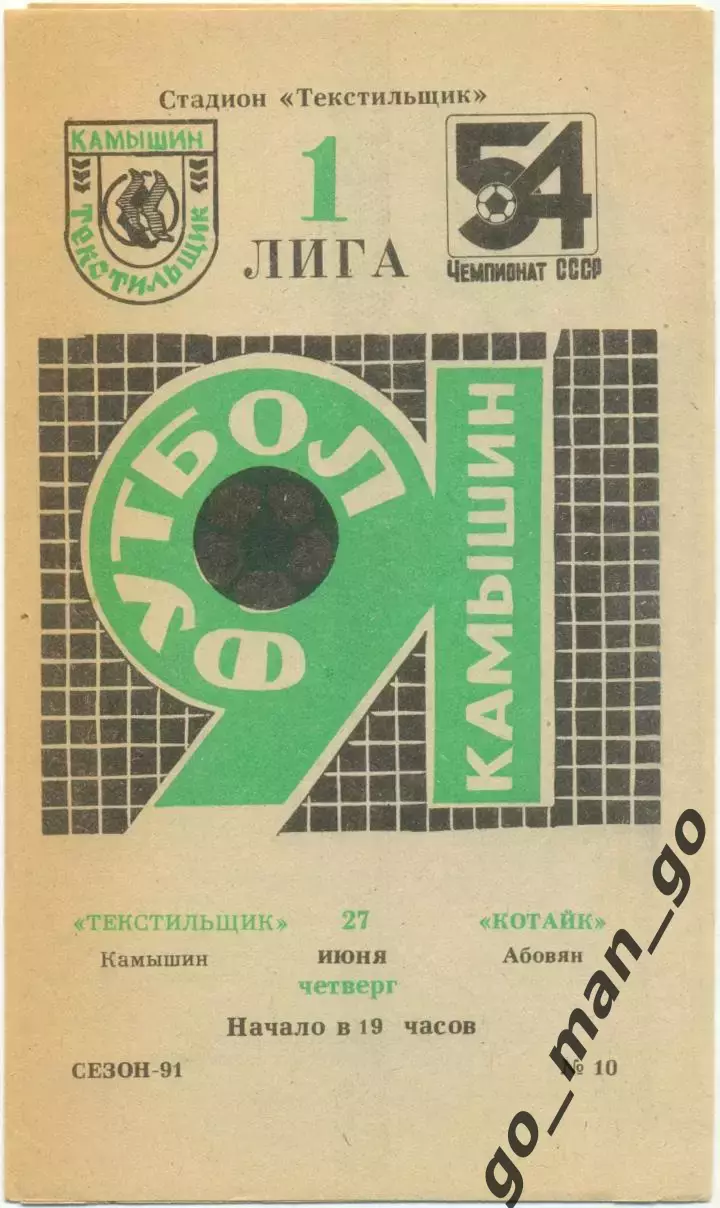 Стадион «Текстильщик»
КАМЫШИН
ТЕКСТИЛЬЩИК
1
ЛИГА
54
ЧЕМПИОНАТ СССР
ФУТБОЛ
91
КАМЫШИН
«ТЕКСТИЛЬЩИК» 27 «КОТАЙК»
Камышин ИЮНЯ Абовян
четверг
Начало в 19 часов
СЕЗОН-91 № 10
go_man_go